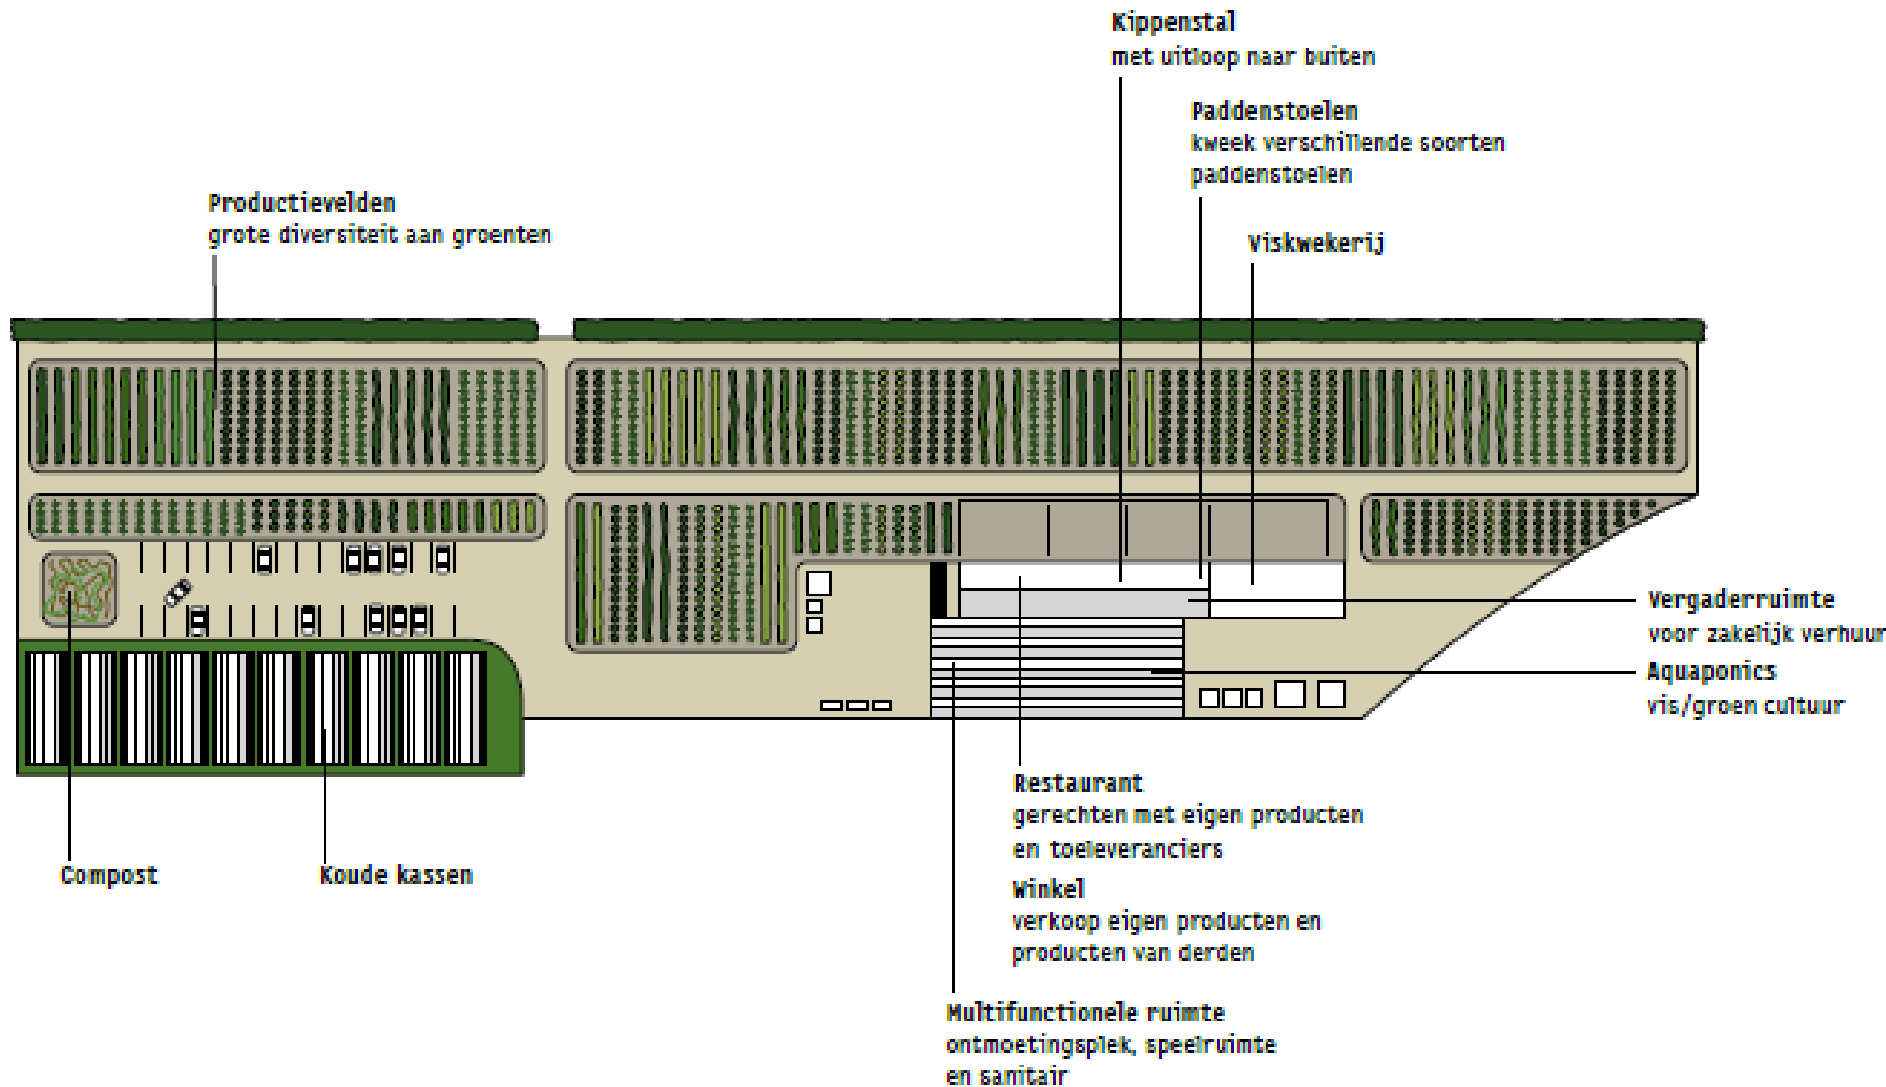 Kippenstal
met uitloop naar buiten
Paddenstoelen
kweek verschillende soorten
paddenstoelen
Productievelden
grote diversiteit aan groenten
Viskwekerij
Vergaderruimte
voor zakelijk verhuur
Aquaponics
vis/groen cultuur
Restaurant
gerechten met eigen producten
en toeleveranciers
Compost
Koude kassen
Winkel
verkoop eigen producten en
producten van derden
Multifunctionele ruimte
ontmoetingsplek, speelruimte
en sanitair